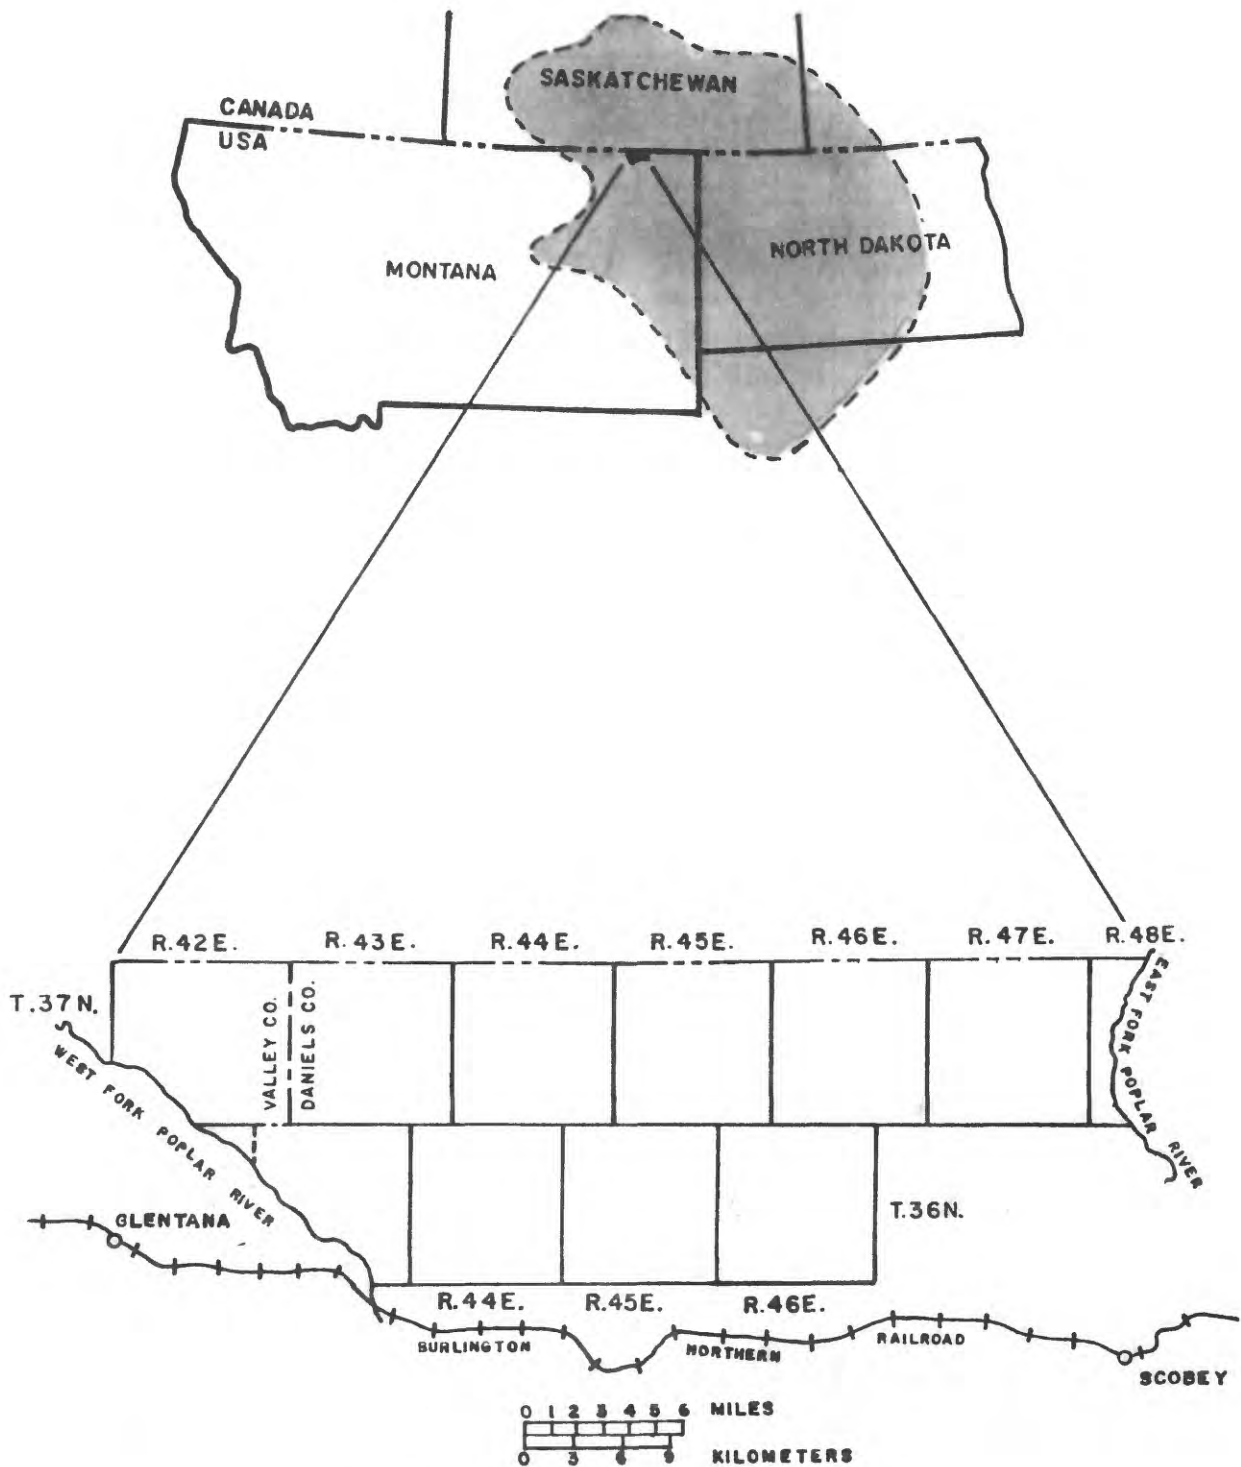 SASKATCHEWAN
CANADA
USA
NORTH DAKOTA
MONTANA
R.42E. R.43E. R.44E. R.45E. R.46E. R.47E. R.48E.
T.37N.
VALLEY CO.
DANIELS CO.
EAST FORK POPLAR RIVER
WEST FORK POPLAR RIVER
GLENTANA
T.36N.
R.44E. R.45E. R.46E.
BURLINGTON NORTHERN RAILROAD
SCOBEY
0 1 2 3 4 5 6 MILES
0 3 6 9 KILOMETERS